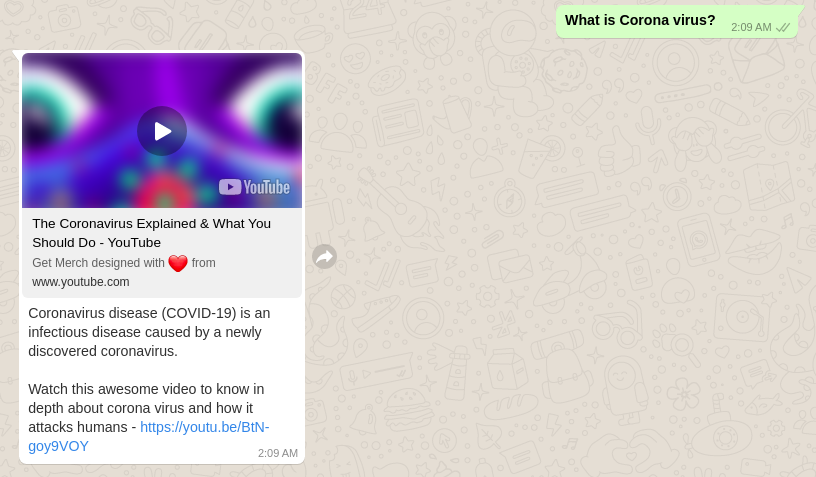 What is Corona virus?
2:09 AM
YouTube
The Coronavirus Explained & What You
Should Do - YouTube
Get Merch designed with ❤ from
www.youtube.com
Coronavirus disease (COVID-19) is an
infectious disease caused by a newly
discovered coronavirus.
Watch this awesome video to know in
depth about corona virus and how it
attacks humans - https://youtu.be/BtN-
goy9VOY
2:09 AM